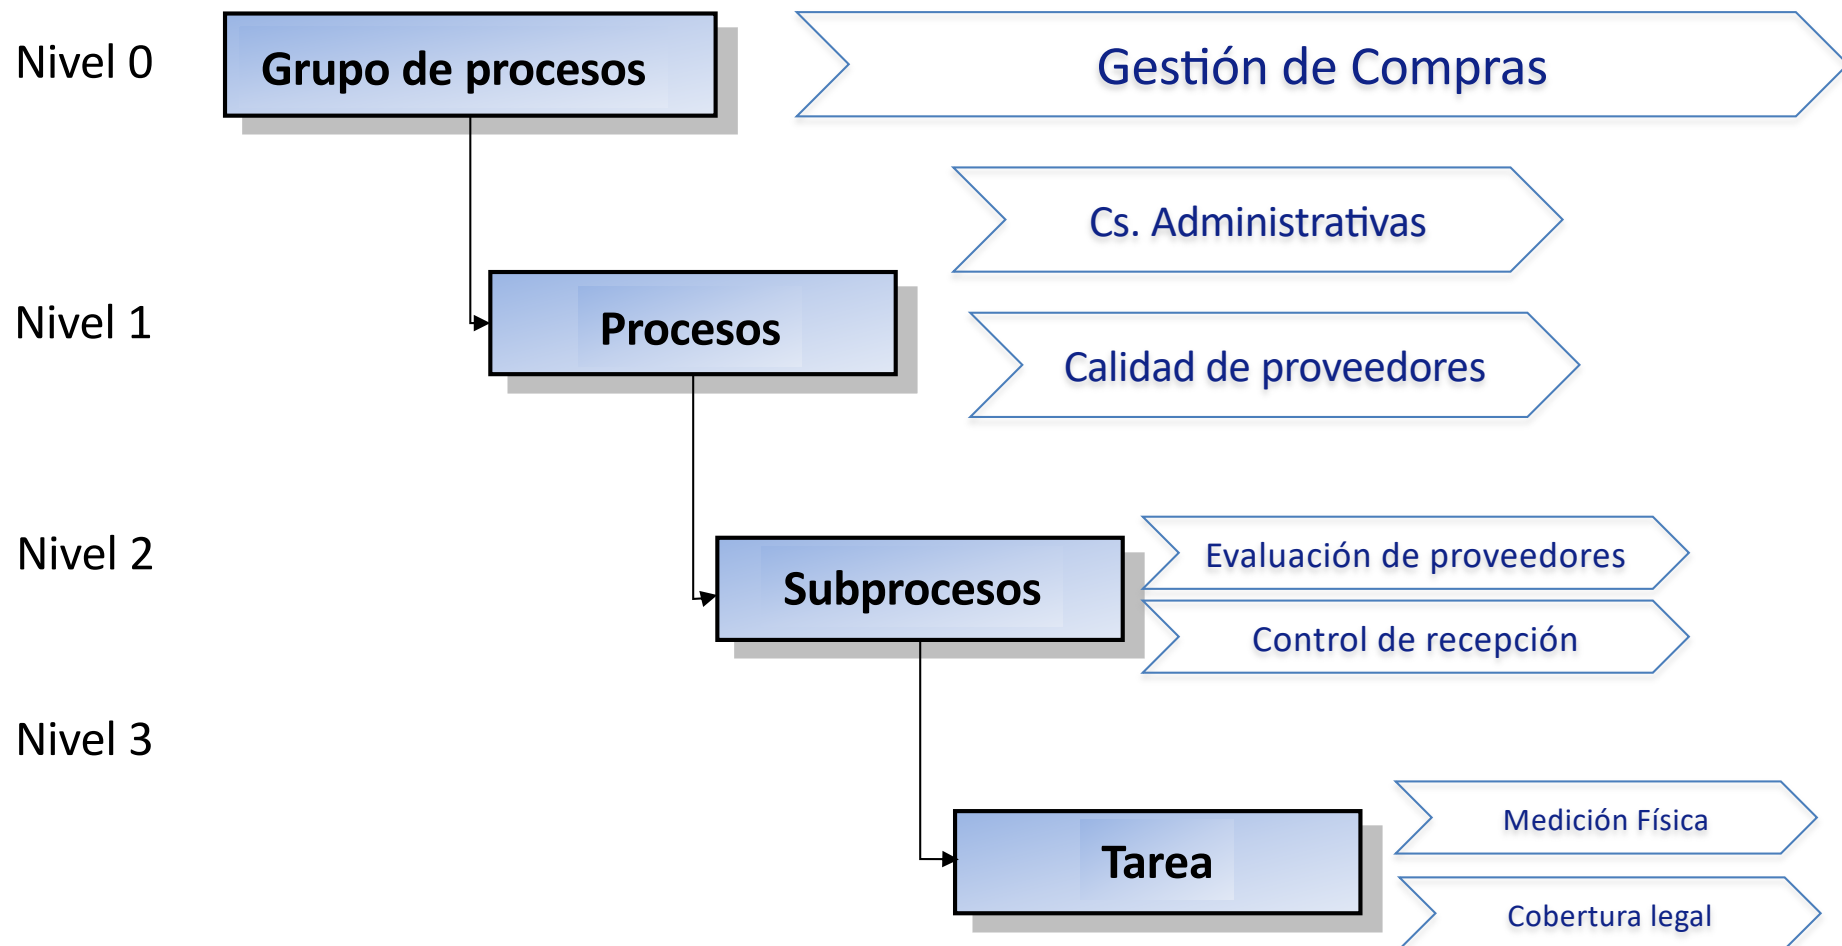 Nivel 0
Grupo de procesos
Gestión de Compras
Cs. Administrativas
Nivel 1
Procesos
Calidad de proveedores
Nivel 2
Subprocesos
Evaluación de proveedores
Control de recepción
Nivel 3
Medición Física
Tarea
Cobertura legal